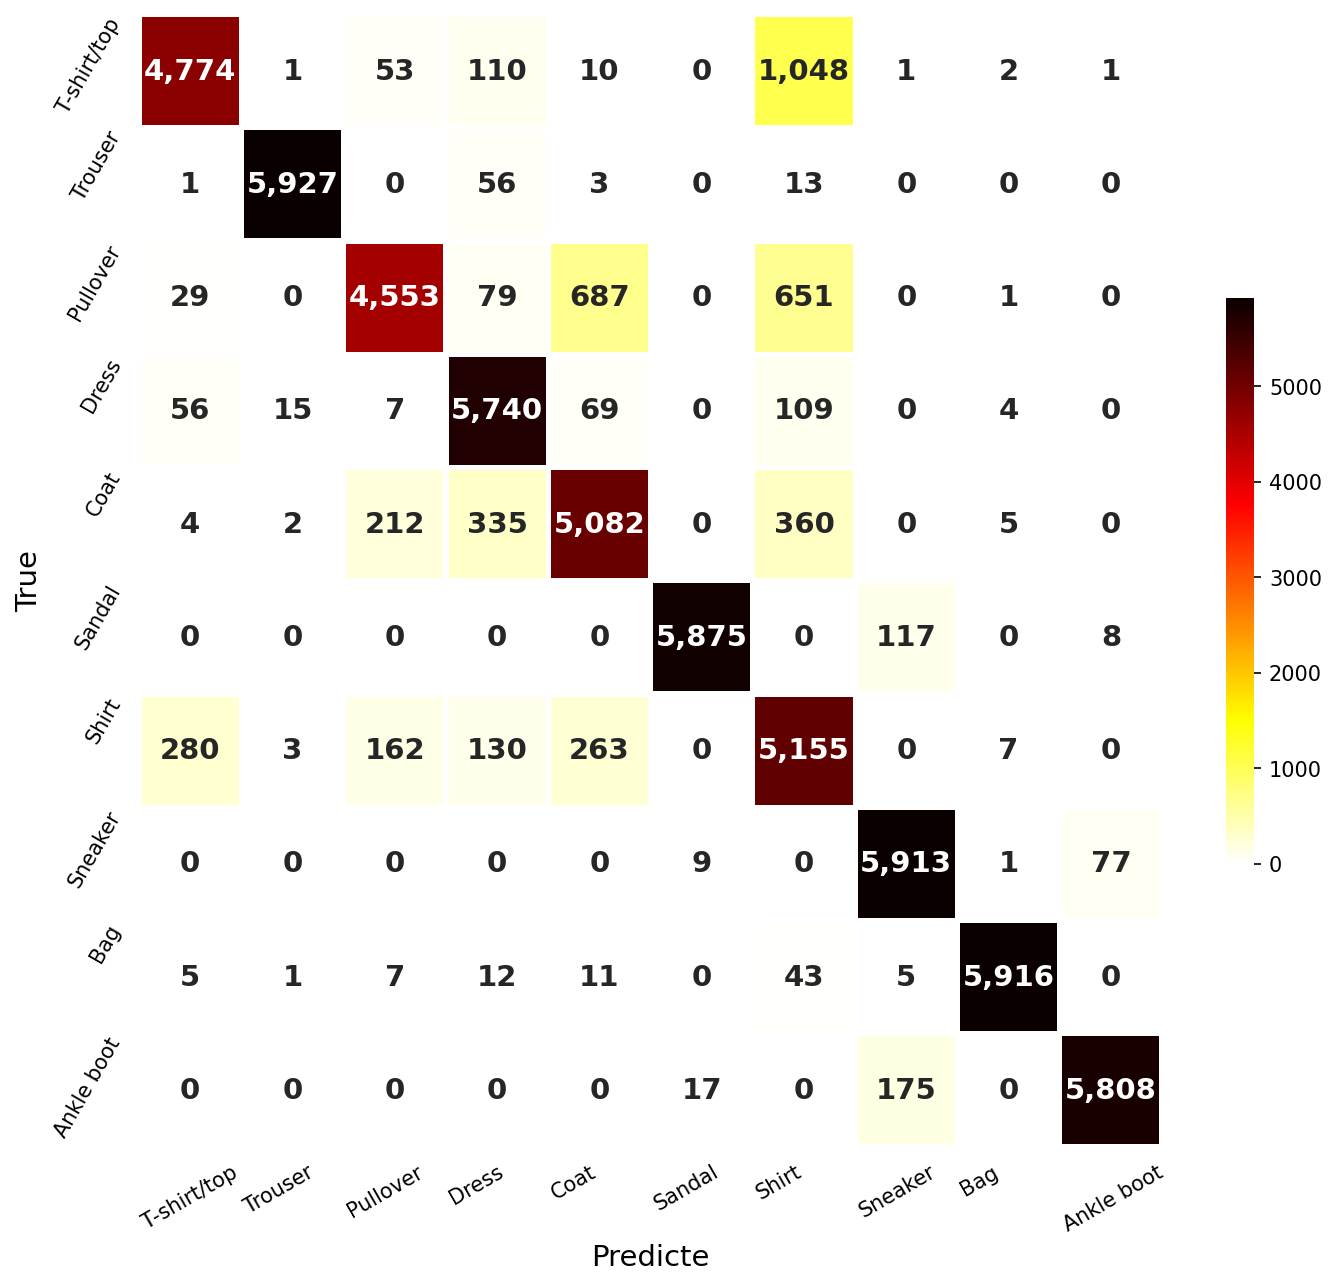 T-shirt/top 4,774 1 53 110 10 0 1,048 1 2 1
Trouser 1 5,927 0 56 3 0 13 0 0 0
Pullover 29 0 4,553 79 687 0 651 0 1 0
Dress 56 15 7 5,740 69 0 109 0 4 0
Coat 4 2 212 335 5,082 0 360 0 5 0
Sandal 0 0 0 0 0 5,875 0 117 0 8
Shirt 280 3 162 130 263 0 5,155 0 7 0
Sneaker 0 0 0 0 0 9 0 5,913 1 77
Bag 5 1 7 12 11 0 43 5 5,916 0
Ankle boot 0 0 0 0 0 17 0 175 0 5,808
T-shirt/top Trouser Pullover Dress Coat Sandal Shirt Sneaker Bag Ankle boot
Predicte
True
5000
4000
3000
2000
1000
0